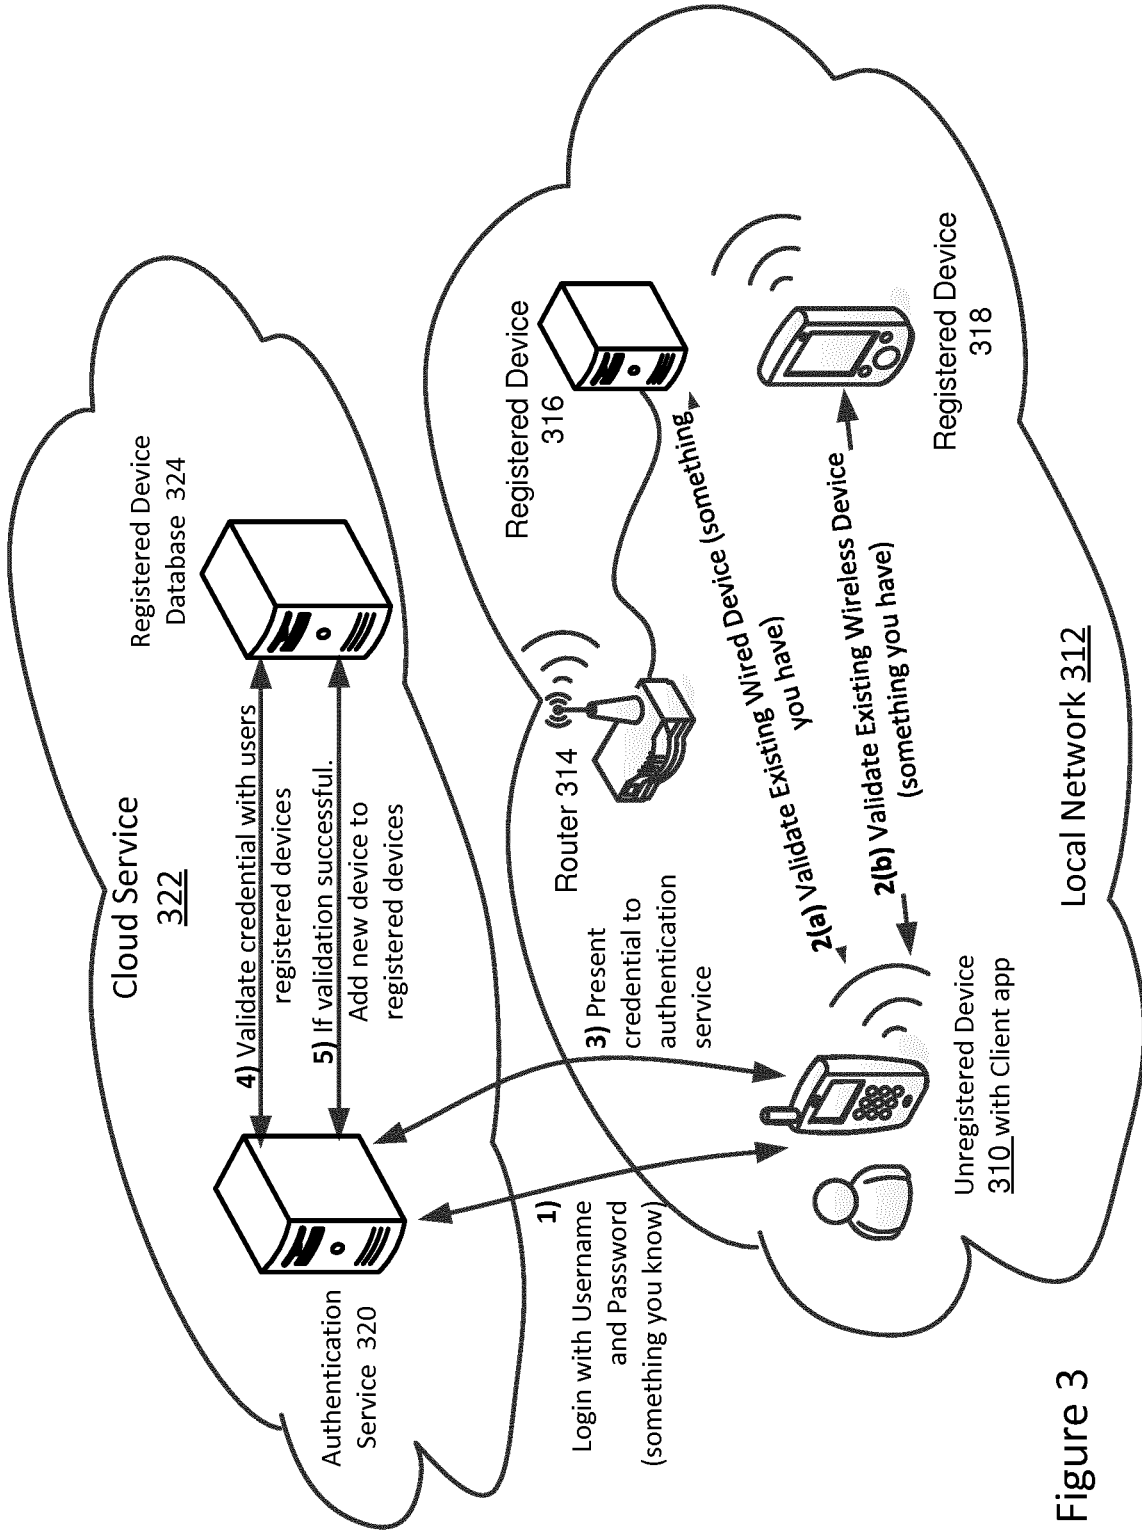 Cloud Service
322
Registered Device
Database 324
Authentication
Service 320
4) Validate credential with users
registered devices
5) If validation successful.
Add new device to
registered devices
1)
Login with Username
and Password
(something you know)
3) Present
credential to
authentication
service
Router 314
Registered Device
316
2(a) Validate Existing Wired Device (something
you have)
2(b) Validate Existing Wireless Device
(something you have)
Registered Device
318
Unregistered Device
310 with Client app
Local Network 312
Figure 3